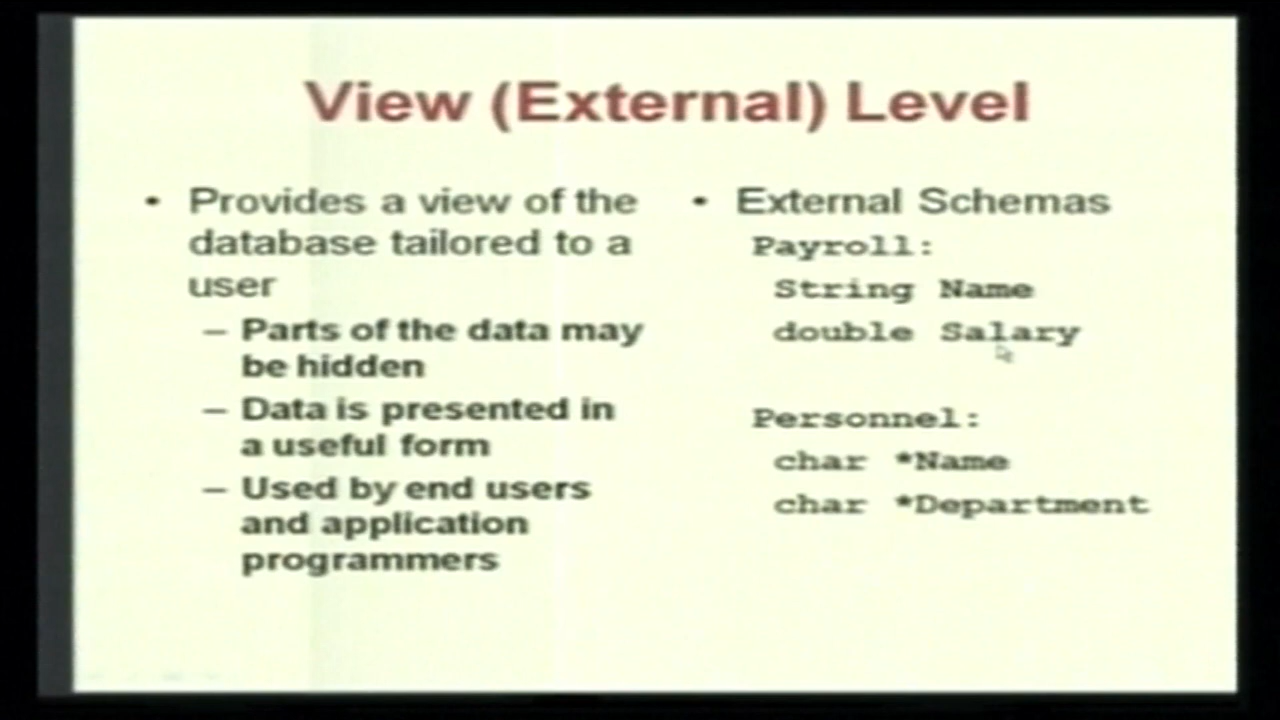 View (External) Level
• Provides a view of the
database tailored to a
user
– Parts of the data may
be hidden
– Data is presented in
a useful form
– Used by end users
and application
programmers
• External Schemas
Payroll:
String Name
double Salary
Personnel:
char *Name
char *Department